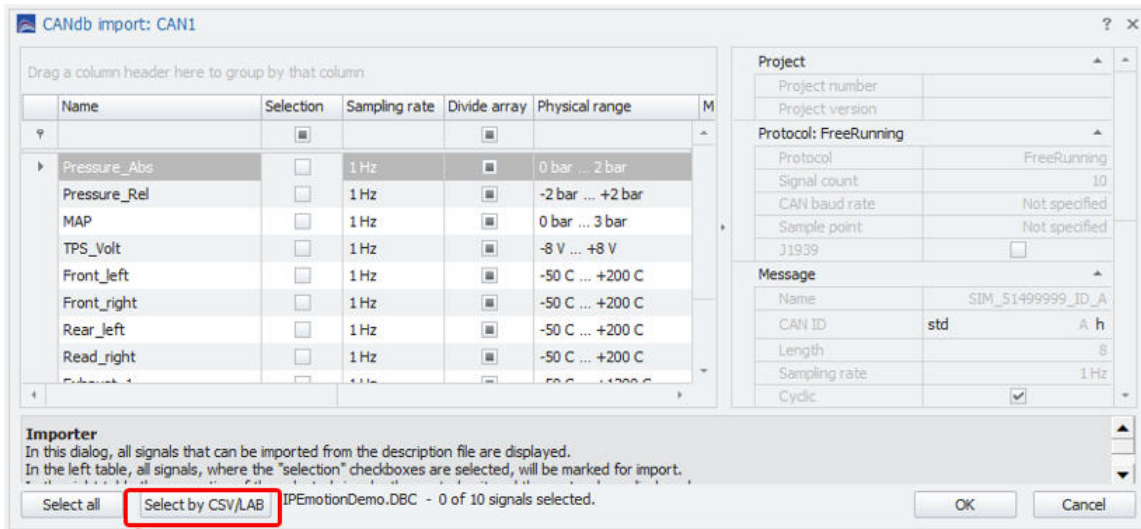 CANdb import: CAN1
? ×
Drag a column header here to group by that column
Name Selection Sampling rate Divide array Physical range M
Pressure_Abs 1 Hz 0 bar ... 2 bar
Pressure_Rel 1 Hz -2 bar ... +2 bar
MAP 1 Hz 0 bar ... 3 bar
TPS_Volt 1 Hz -8 V ... +8 V
Front_left 1 Hz -50 C ... +200 C
Front_right 1 Hz -50 C ... +200 C
Rear_left 1 Hz -50 C ... +200 C
Read_right 1 Hz -50 C ... +200 C
Project
Project number
Project version
Protocol: FreeRunning
Protocol FreeRunning
Signal count 10
CAN baud rate Not specified
Sample point Not specified
J1939
Message
Name SIM_51499999_ID_A
CAN ID std A h
Length 8
Sampling rate 1 Hz
Cyclic
Importer
In this dialog, all signals that can be imported from the description file are displayed.
In the left table, all signals, where the "selection" checkboxes are selected, will be marked for import.
Select all Select by CSV/LAB IPEmotionDemo.DBC - 0 of 10 signals selected. OK Cancel